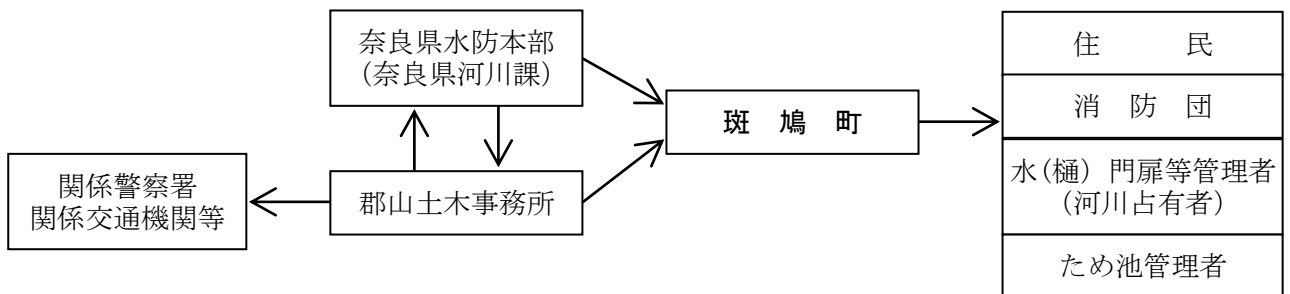 奈良県水防本部
(奈良県河川課)
住　　　民
消　防　団
斑　鳩　町
水(樋) 門扉等管理者
(河川占有者)
関係警察署
関係交通機関等
郡山土木事務所
ため池管理者